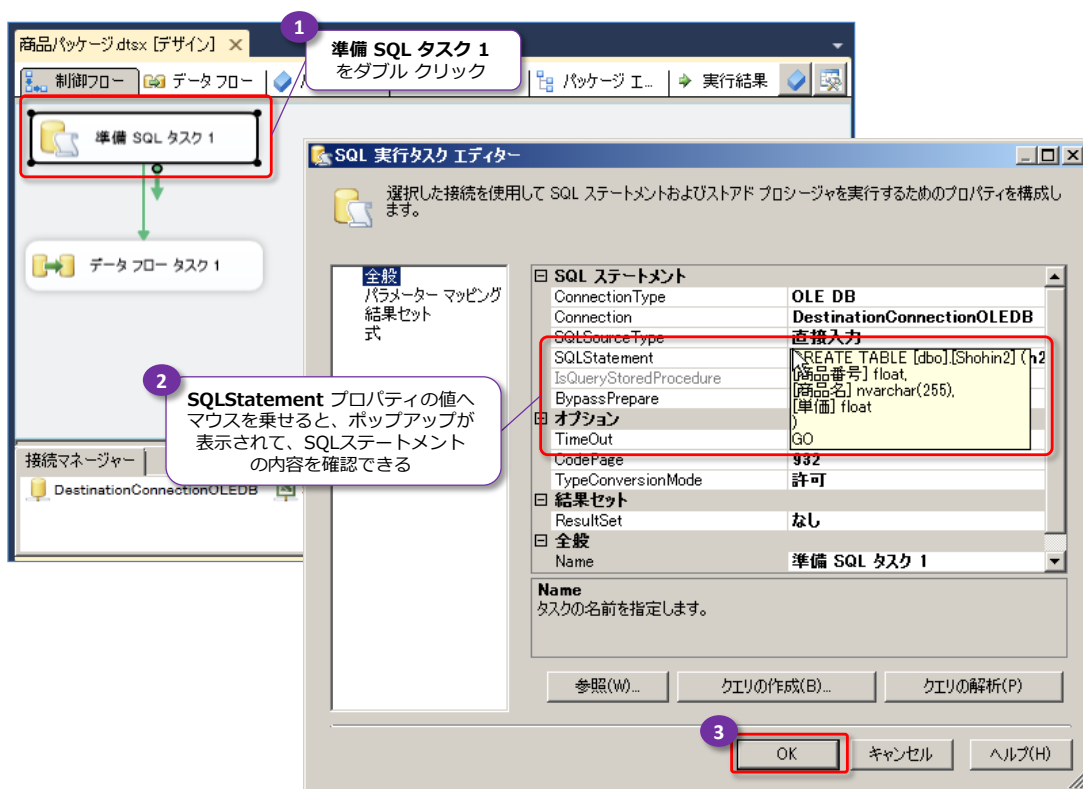 商品パッケージ.dtsx [デザイン] ×
1
準備 SQL タスク 1
をダブル クリック
制御フロー
データ フロー
パッケージ エ...
実行結果
準備 SQL タスク 1
データ フロー タスク 1
接続マネージャー
DestinationConnectionOLEDB
SQL 実行タスク エディター
選択した接続を使用して SQL ステートメントおよびストアド プロシージャを実行するためのプロパティを構成し
ます。
全般
パラメーター マッピング
結果セット
式
SQL ステートメント
ConnectionType OLE DB
Connection DestinationConnectionOLEDB
SQLSourceType 直接入力
SQLStatement
IsQueryStoredProcedure
BypassPrepare
オプション
TimeOut
CREATE TABLE [dbo].[Shohin2] (
[商品番号] float,
[商品名] nvarchar(255),
[単価] float
)
GO
CodePage 932
TypeConversionMode 許可
結果セット
ResultSet なし
全般
Name 準備 SQL タスク 1
2
SQLStatement プロパティの値へ
マウスを乗せると、ポップアップが
表示されて、SQLステートメント
の内容を確認できる
Name
タスクの名前を指定します。
参照(W)...
クエリの作成(B)...
クエリの解析(P)
3
OK
キャンセル
ヘルプ(H)